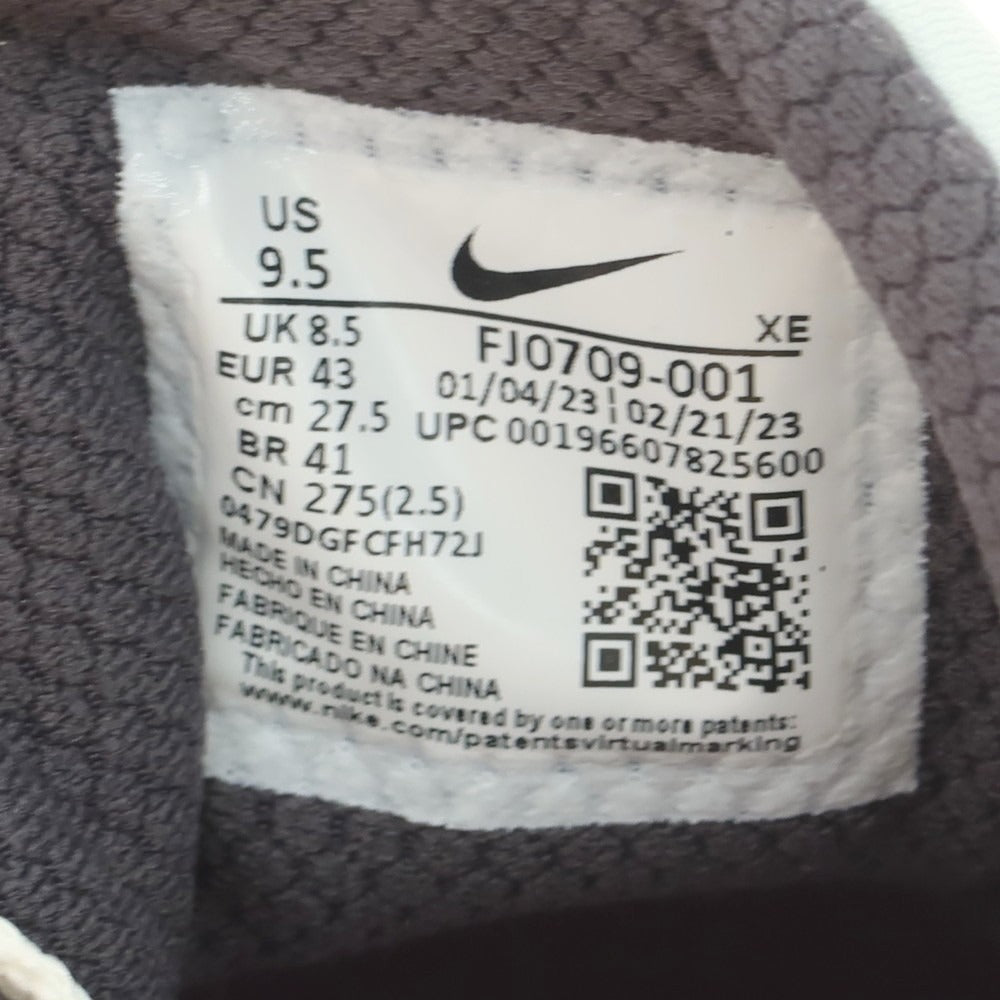 US
9.5
XE
UK 8.5
EUR 43
cm 27.5
BR 41
CN 275(2.5)
FJ0709-001
01/04/23 | 02/21/23
UPC 00196607825600
0479DGFCFH72J
MADE IN CHINA
HECHO EN CHINA
FABRIQUE EN CHINE
FABRICADO NA CHINA
This product is covered by one or more patents:
www.nike.com/patentsvirtualmarking